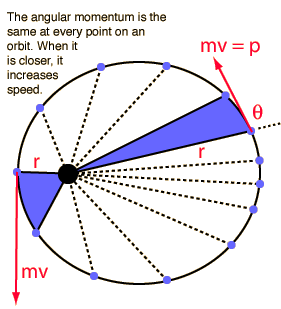 The angular momentum is the
same at every point on an
orbit. When it
is closer, it
increases
speed.
mv = p
θ
r
r
mv